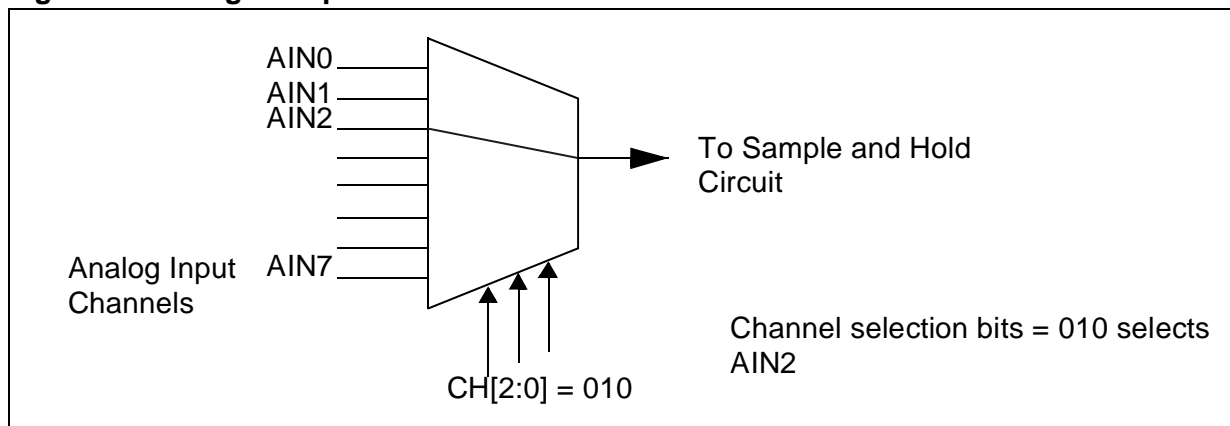 AIN0
AIN1
AIN2
To Sample and Hold
Circuit
Analog Input
Channels
AIN7
Channel selection bits = 010 selects
AIN2
CH[2:0] = 010